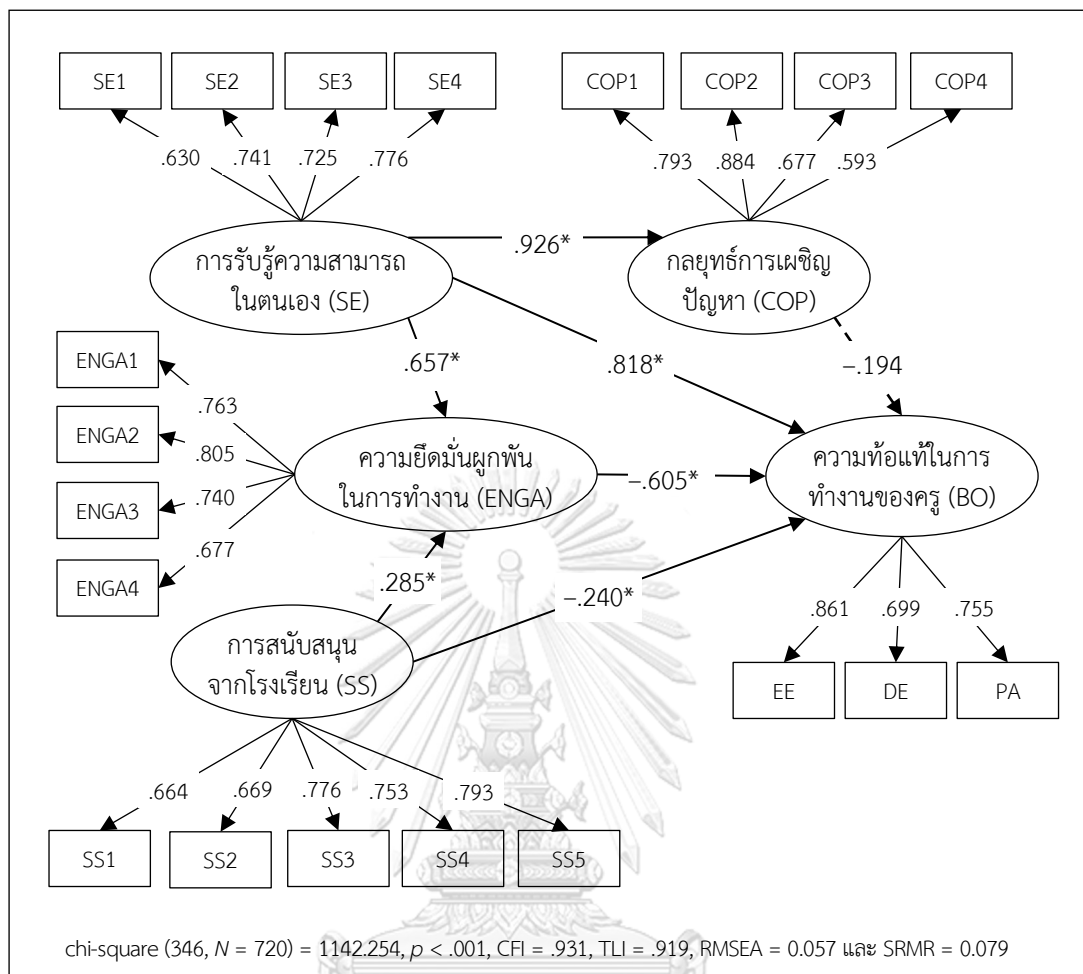 SE1 SE2 SE3 SE4 COP1 COP2 COP3 COP4
.630 .741 .725 .776 .793 .884 .677 .593
การรับรู้ความสามารถ
ในตนเอง (SE)
.926*
กลยุทธ์การเผชิญ
ปัญหา (COP)
.657*
.818*
−.194
ENGA1
ENGA2
ENGA3
ENGA4
.763
.805
.740
.677
ความยึดมั่นผูกพัน
ในการทำงาน (ENGA)
−.605*
ความท้อแท้ในการ
ทำงานของครู (BO)
.285*
−.240*
.861 .699 .755
EE DE PA
การสนับสนุน
จากโรงเรียน (SS)
.664 .669 .776 .753 .793
SS1 SS2 SS3 SS4 SS5
chi-square (346, N = 720) = 1142.254, p < .001, CFI = .931, TLI = .919, RMSEA = 0.057 และ SRMR = 0.079